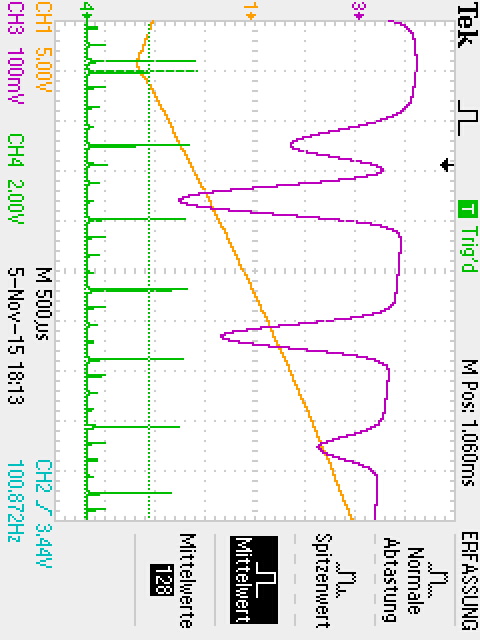 Tek T Trig'd M Pos: 1.060ms ERFASSUNG
Normale
Abtastung
3
Spitzenwert
1
Mittelwert
Mittelwerte
128
4
CH1 5.00V M 500µs CH2 3.44V
CH3 100mV CH4 2.00V 5-Nov-15 18:13 100.872Hz